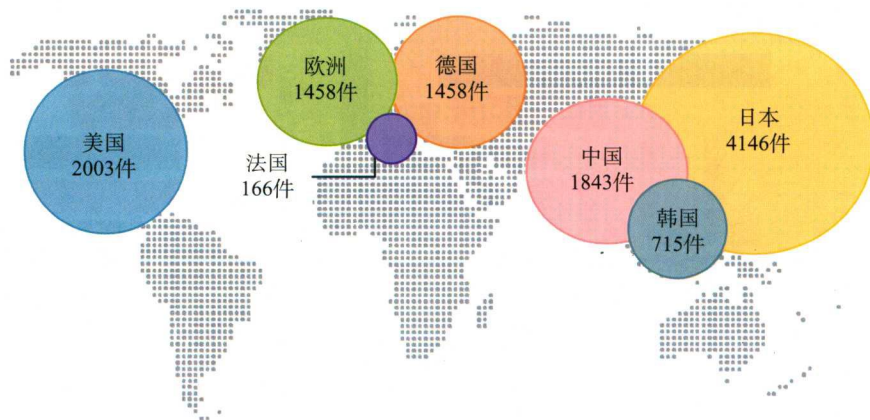 美国
2003件
欧洲
1458件
德国
1458件
法国
166件
中国
1843件
日本
4146件
韩国
715件